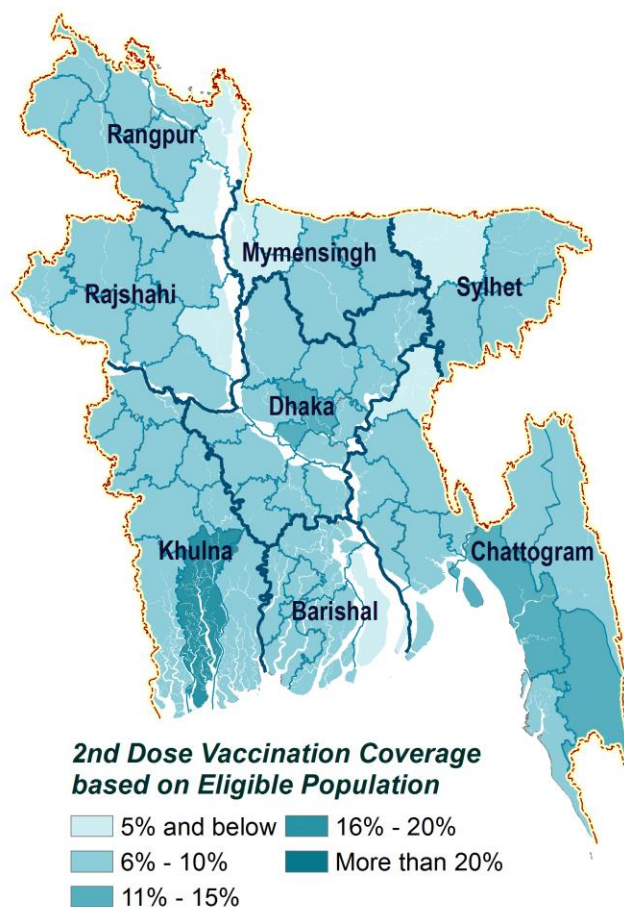 Rangpur
Mymensingh
Sylhet
Rajshahi
Dhaka
Khulna
Chattogram
Barishal
2nd Dose Vaccination Coverage
based on Eligible Population
5% and below
16% - 20%
6% - 10%
More than 20%
11% - 15%